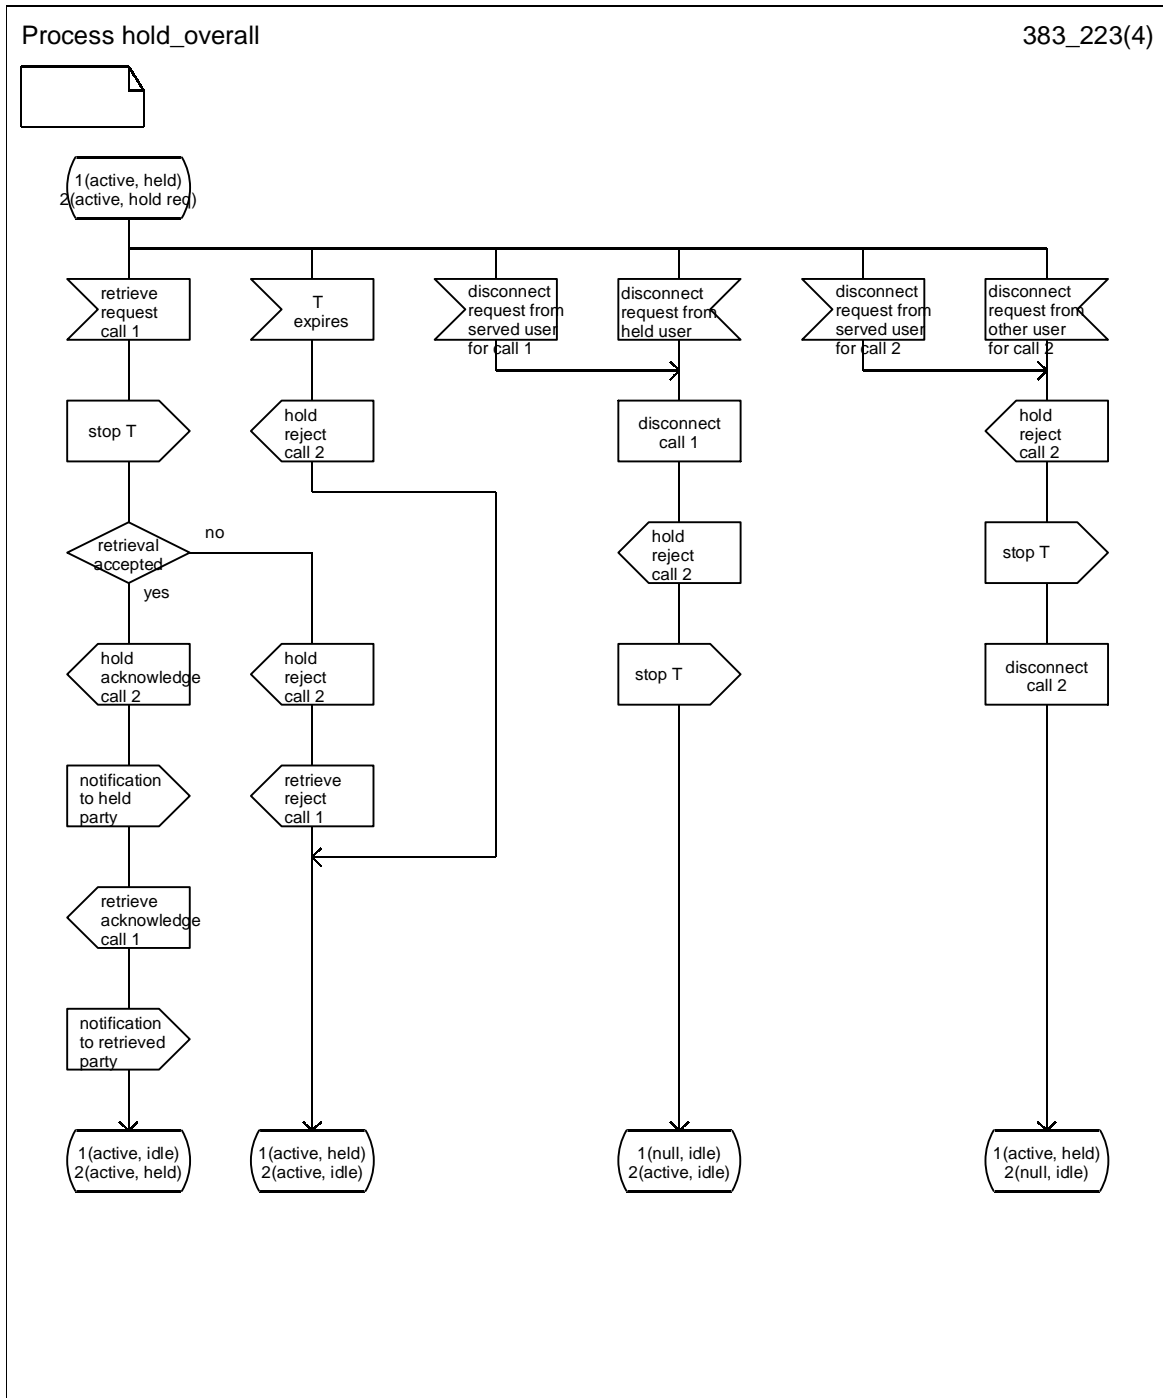 Process hold_overall
383_223(4)
1(active, held)
2(active, hold req)
retrieve
request
call 1
T
expires
disconnect
request from
served user
for call 1
disconnect
request from
held user
disconnect
request from
served user
for call 2
disconnect
request from
other user
for call 2
stop T
hold
reject
call 2
disconnect
call 1
hold
reject
call 2
retrieval
accepted
no
yes
hold
reject
call 2
stop T
hold
acknowledge
call 2
hold
reject
call 2
stop T
disconnect
call 2
notification
to held
party
retrieve
reject
call 1
retrieve
acknowledge
call 1
notification
to retrieved
party
1(active, idle)
2(active, held)
1(active, held)
2(active, idle)
1(null, idle)
2(active, idle)
1(active, held)
2(null, idle)